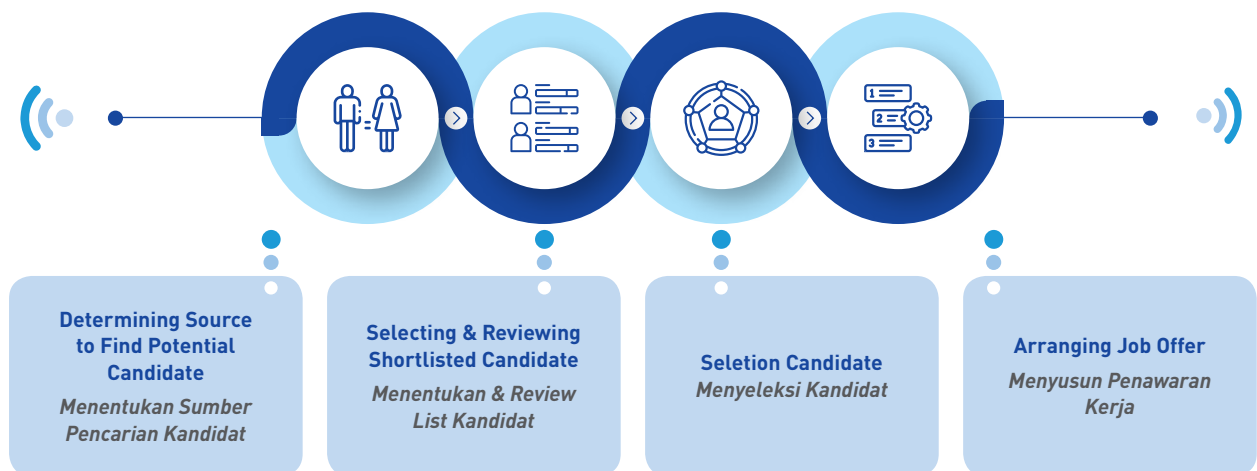 1
2
3
Determining Source
to Find Potential
Candidate
Menentukan Sumber
Pencarian Kandidat
Selecting & Reviewing
Shortlisted Candidate
Menentukan & Review
List Kandidat
Seletion Candidate
Menyeleksi Kandidat
Arranging Job Offer
Menyusun Penawaran
Kerja